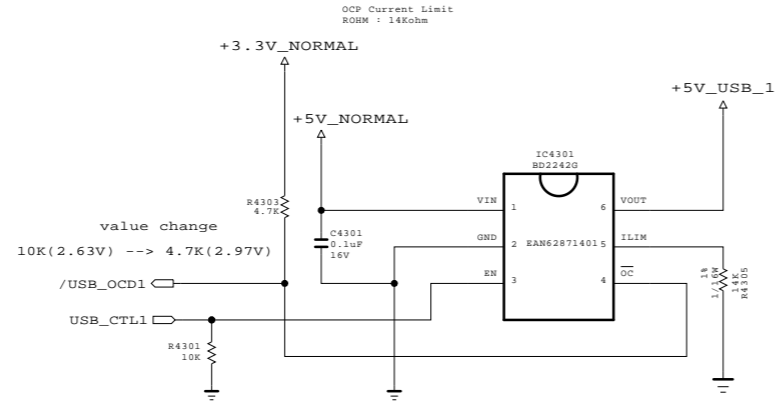 OCP Current Limit
ROHM : 14Kohm
+3.3V_NORMAL
+5V_USB_1
+5V_NORMAL
IC4301
BD2242G
R4303
4.7K
VIN
1
6
VOUT
value change
10K(2.63V) --> 4.7K(2.97V)
C4301
0.1uF
16V
GND
2
EAN62871401
5
ILIM
/USB_OCD1
EN
3
4
OC
1%
1/16W
14K
R4305
USB_CTL1
R4301
10K